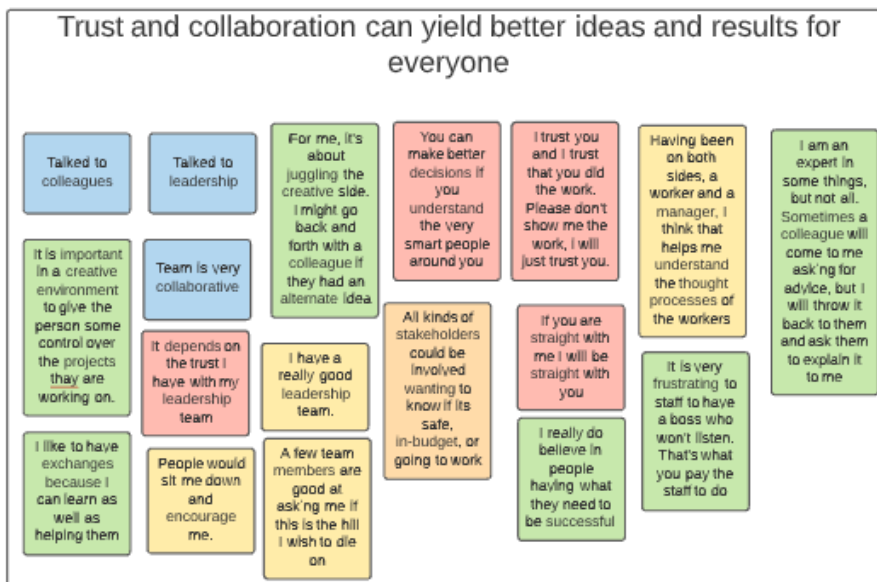 Trust and collaboration can yield better ideas and results for
everyone
Talked to
colleagues
Talked to
leadership
For me, it's
about
juggling the
creative side.
I might go
back and
forth with a
colleague if
they had an
alternate idea
You can
make better
decisions if
you
understand
the very
smart people
around you
I trust you
and I trust
that you did
the work.
Please don't
show me the
work, I will
just trust you.
Having been
on both
sides, a
worker and a
manager, I
think that
helps me
understand
the thought
processes of
the workers
I am an
expert in
some things,
but not all.
Sometimes a
colleague will
come to me
asking for
advice, but I
will throw it
back to them
and ask them
to explain it
to me
It is important
in a creative
environment
to give the
person some
control over
the projects
thay are
working on.
Team is very
collaborative
It depends on
the trust I
have with my
leadership
team
I have a
really good
leadership
team.
All kinds of
stakeholders
could be
involved
wanting to
know if its
safe,
in-budget, or
going to work
If you are
straight with
me I will be
straight with
you
It is very
frustrating to
staff to have
a boss who
won't listen.
That's what
you pay the
staff to do
I like to have
exchanges
because I
can learn as
well as
helping them
People would
sit me down
and
encourage
me.
A few team
members are
good at
asking me if
this is the hill
I wish to die
on
I really do
believe in
people
having what
they need to
be successful